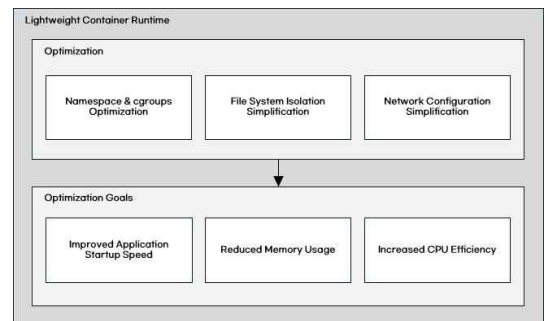 Lightweight Container Runtime
Optimization
Namespace & cgroups
Optimization
File System Isolation
Simplification
Network Configuration
Simplification
Optimization Goals
Improved Application
Startup Speed
Reduced Memory Usage
Increased CPU Efficiency